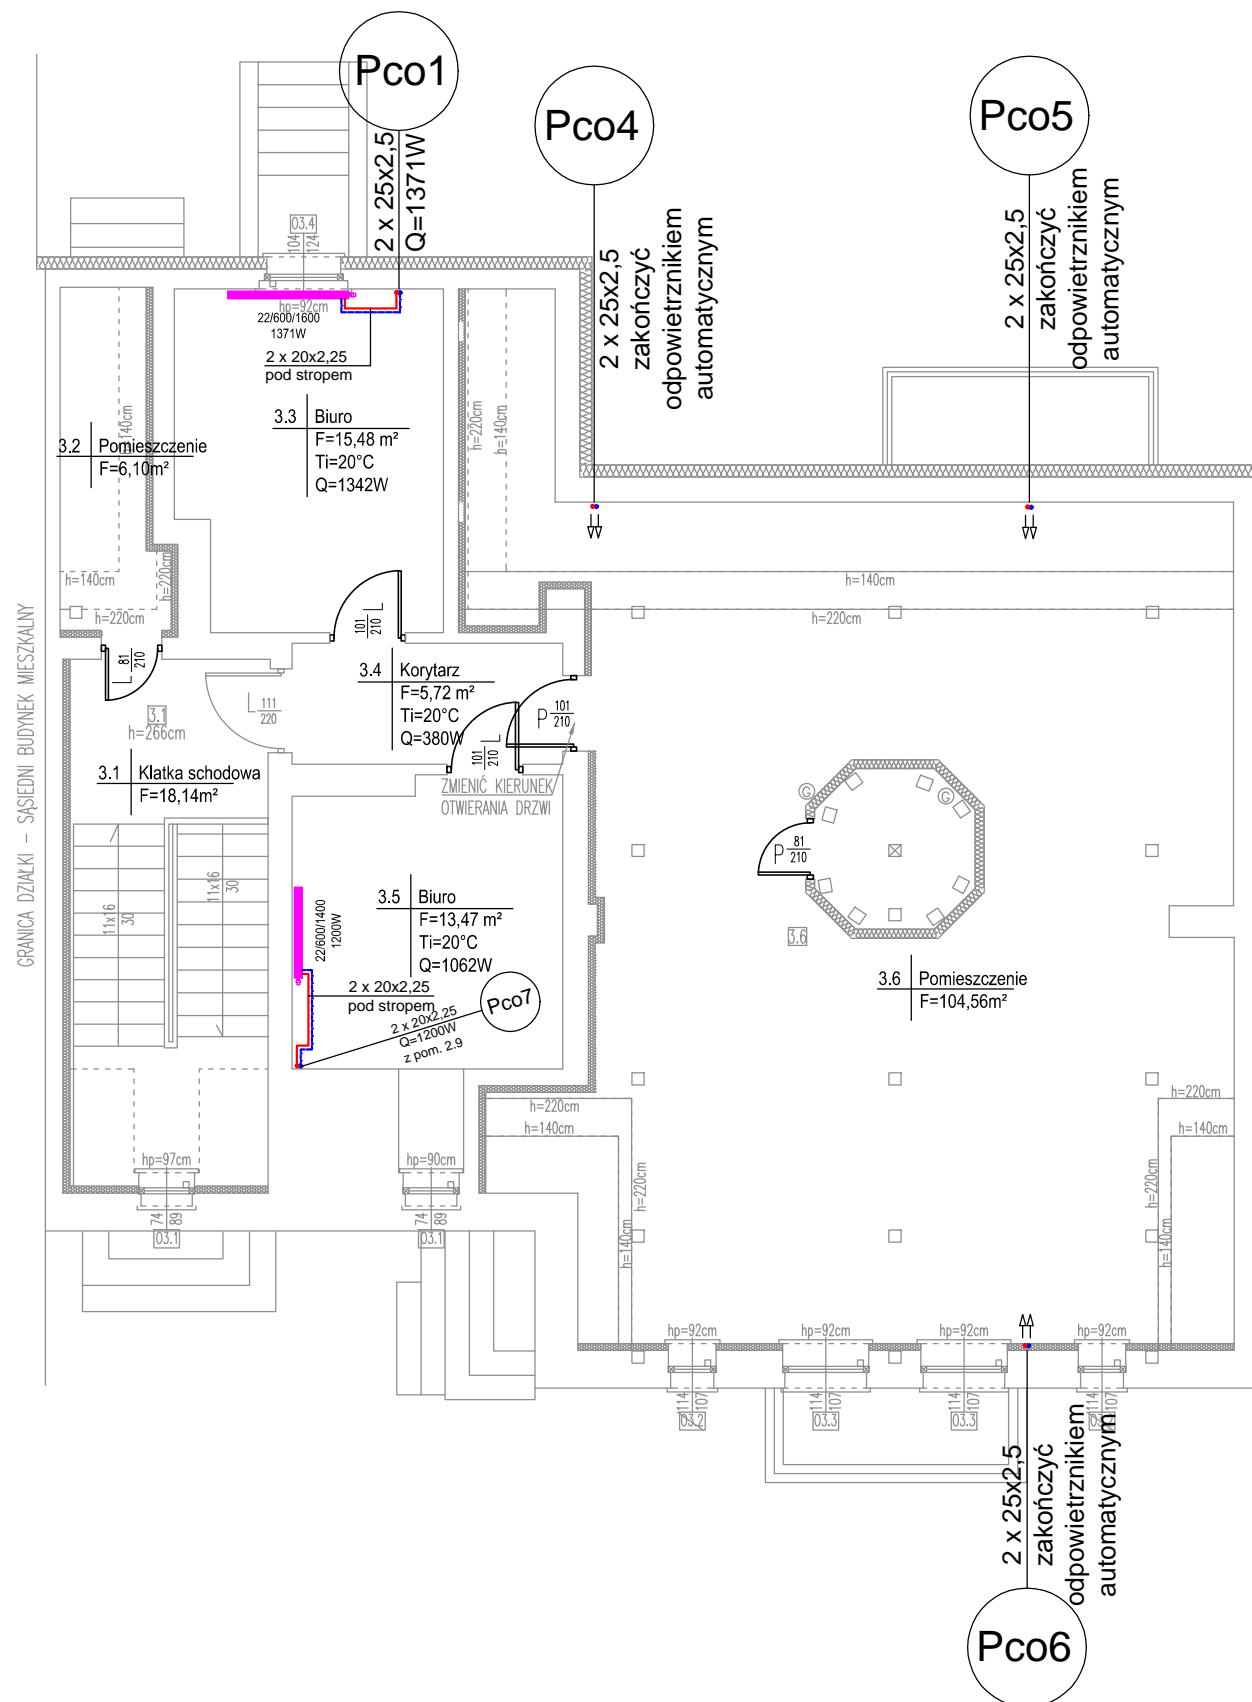 Pco1
Pco4
Pco5
2 x 25x2,5
Q=1371W
2 x 25x2,5
zakończyć
odpowietrznikiem
automatycznym
2 x 25x2,5
zakończyć
odpowietrznikiem
automatycznym
03.4
104
124
hp=92cm
22/600/1600
1371W
2 x 20x2,25
pod stropem
3.3 Biuro
F=15,48 m²
Ti=20°C
Q=1342W
3.2 Pomieszczenie
F=6,10m²
h=140cm
h=220cm
h=140cm
h=140cm
h=220cm
h=220cm
h=140cm
h=220cm
GRANICA DZIAŁKI – SĄSIEDNI BUDYNEK MIESZKALNY
L 81
210
L 101
210
L 111
220
3.4 Korytarz
F=5,72 m²
Ti=20°C
Q=380W
P 101
210
L 101
210
ZMIENIĆ KIERUNEK
OTWIERANIA DRZWI
3.1
h=266cm
3.1 Klatka schodowa
F=18,14m²
11x16
30
11x16
30
G
G
P 81
210
3.6
3.5 Biuro
F=13,47 m²
Ti=20°C
Q=1062W
22/600/1400
1200W
2 x 20x2,25
pod stropem
Pco7
2 x 20x2,25
Q=1200W
z pom. 2.9
3.6 Pomieszczenie
F=104,56m²
h=220cm
h=140cm
h=220cm
h=140cm
h=220cm
h=140cm
h=220cm
h=140cm
hp=97cm
74
89
03.1
hp=90cm
74
89
03.1
hp=92cm
114
107
03.2
hp=92cm
114
107
03.3
hp=92cm
114
107
03.3
hp=92cm
114
107
2 x 25x2,5
zakończyć
odpowietrznikiem
automatycznym
Pco6